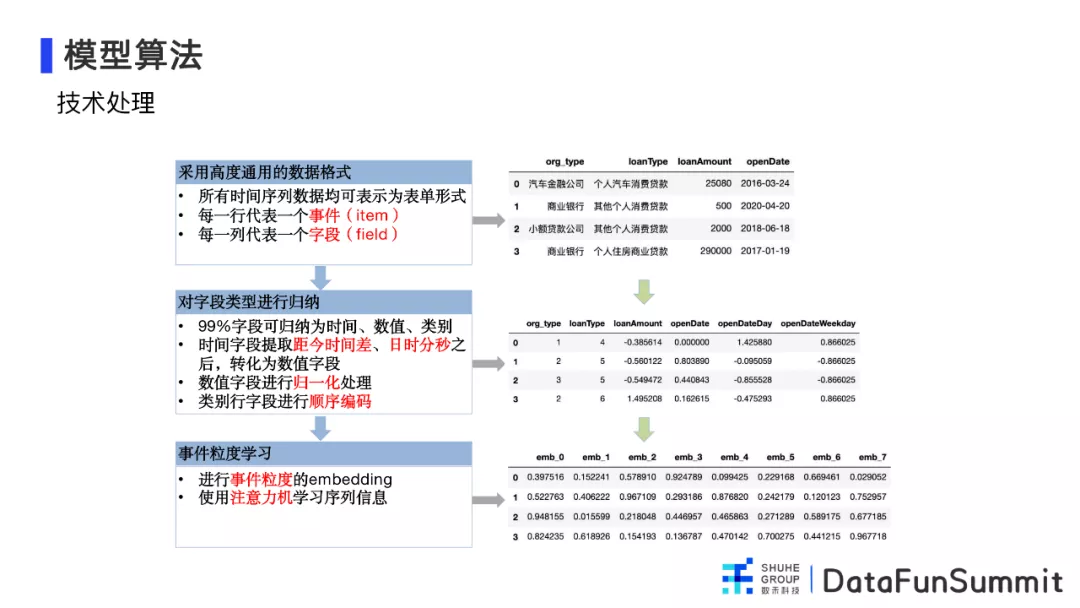 模型算法
技术处理
采用高度通用的数据格式
• 所有时间序列数据均可表示为表单形式
• 每一行代表一个事件（item）
• 每一列代表一个字段（field）
org_type loanType loanAmount openDate
0 汽车金融公司 个人汽车消费贷款 25080 2016-03-24
1 商业银行 其他个人消费贷款 500 2020-04-20
2 小额贷款公司 其他个人消费贷款 2000 2018-06-18
3 商业银行 个人住房商业贷款 290000 2017-01-19
对字段类型进行归纳
• 99%字段可归纳为时间、数值、类别
• 时间字段提取距今时间差、日时分秒之
后，转化为数值字段
• 数值字段进行归一化处理
• 类别行字段进行顺序编码
org_type loanType loanAmount openDate openDateDay openDateWeekday
0 1 4 -0.385614 0.000000 1.425880 0.866025
1 2 5 -0.560122 0.803890 -0.095059 -0.866025
2 3 5 -0.549472 0.440843 -0.855528 -0.866025
3 2 6 1.495208 0.162615 -0.475293 0.866025
事件粒度学习
• 进行事件粒度的embedding
• 使用注意力机学习序列信息
emb_0 emb_1 emb_2 emb_3 emb_4 emb_5 emb_6 emb_7
0 0.397516 0.152241 0.578910 0.924789 0.099425 0.229168 0.669461 0.029052
1 0.522763 0.406222 0.967109 0.293186 0.876820 0.242179 0.120123 0.752957
2 0.948155 0.015599 0.218048 0.446957 0.465863 0.271289 0.589175 0.677185
3 0.824235 0.618926 0.154193 0.136787 0.470142 0.700275 0.441215 0.967718
SHUHE
GROUP
数禾科技
DataFunSummit